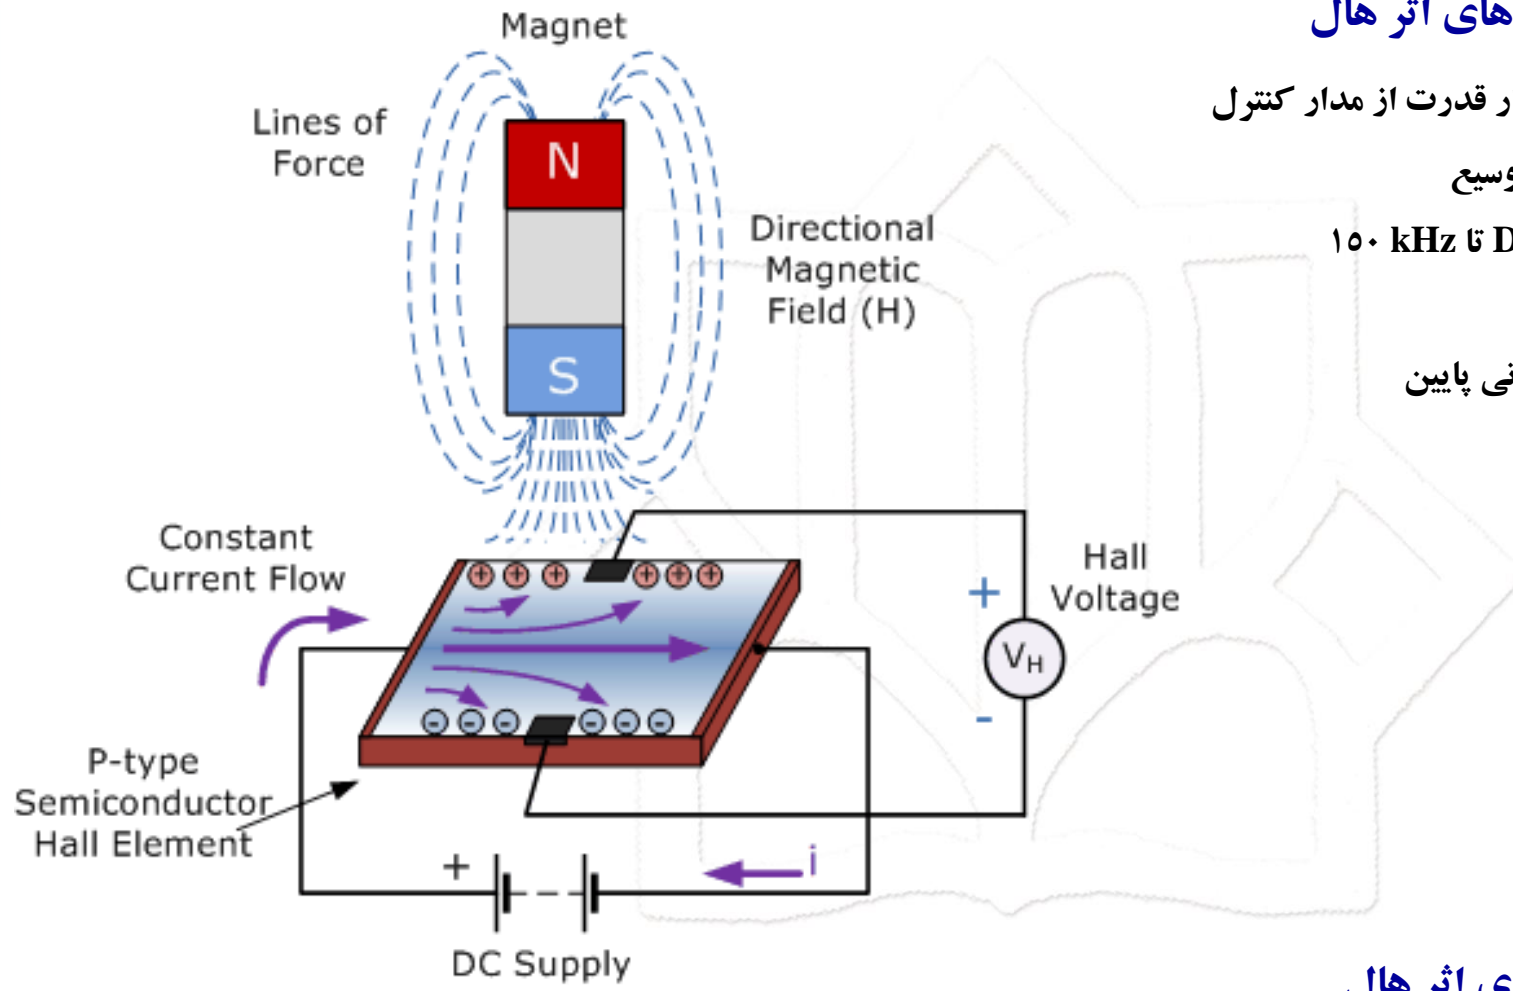 Magnet
Lines of
Force
N
S
Directional
Magnetic
Field (H)
Constant
Current Flow
+ + + + + +
- - - - - -
Hall
Voltage
+
V_H
-
P-type
Semiconductor
Hall Element
+
i
DC Supply
های اثر هال
ر قدرت از مدار کنترل
وسیع
D تا ۱۵۰ kHz
نی پایین
ی اثر هال